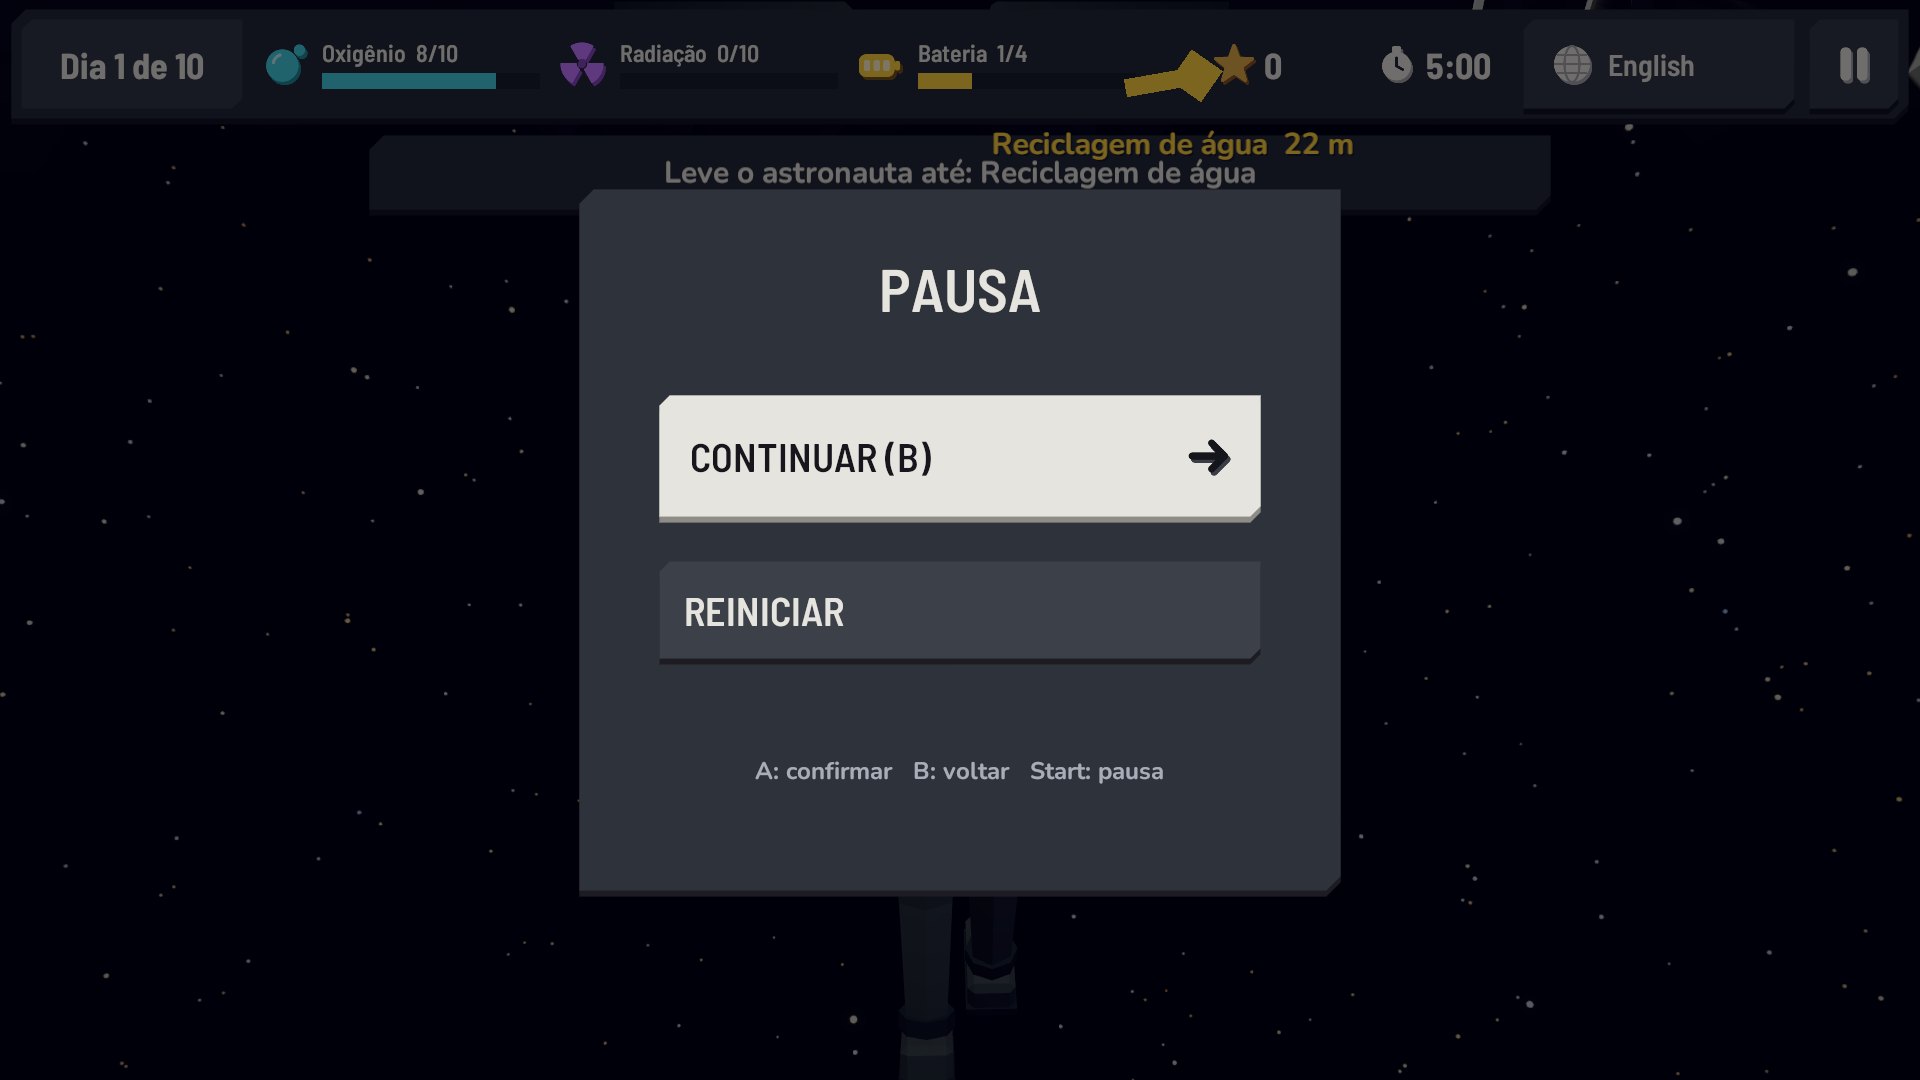 Dia 1 de 10
Oxigênio 8/10
Radiação 0/10
Bateria 1/4
0
5:00
English
Reciclagem de água 22 m
Leve o astronauta até: Reciclagem de água
PAUSA
CONTINUAR (B)
REINICIAR
A: confirmar B: voltar Start: pausa